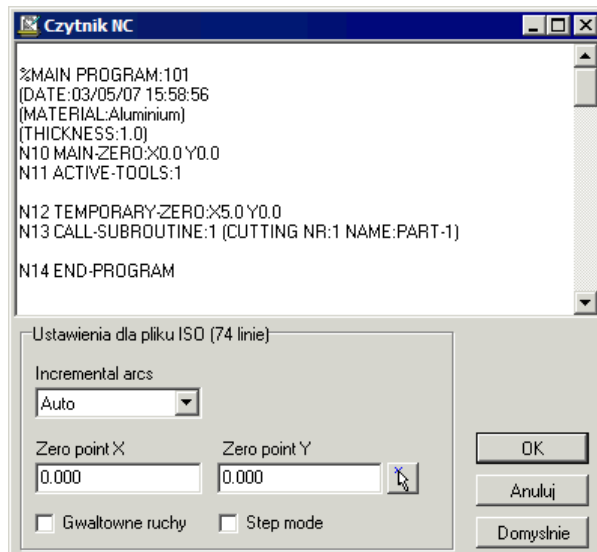 Czytnik NC
%MAIN PROGRAM:101
(DATE:03/05/07 15:58:56
(MATERIAL:Aluminium)
(THICKNESS:1.0)
N10 MAIN-ZERO:X0.0 Y0.0
N11 ACTIVE-TOOLS:1
N12 TEMPORARY-ZERO:X5.0 Y0.0
N13 CALL-SUBROUTINE:1 (CUTTING NR:1 NAME:PART-1)
N14 END-PROGRAM
Ustawienia dla pliku ISO (74 linie)
Incremental arcs
Auto
Zero point X Zero point Y
0.000 0.000
Gwaltowne ruchy Step mode
OK
Anuluj
Domyslnie